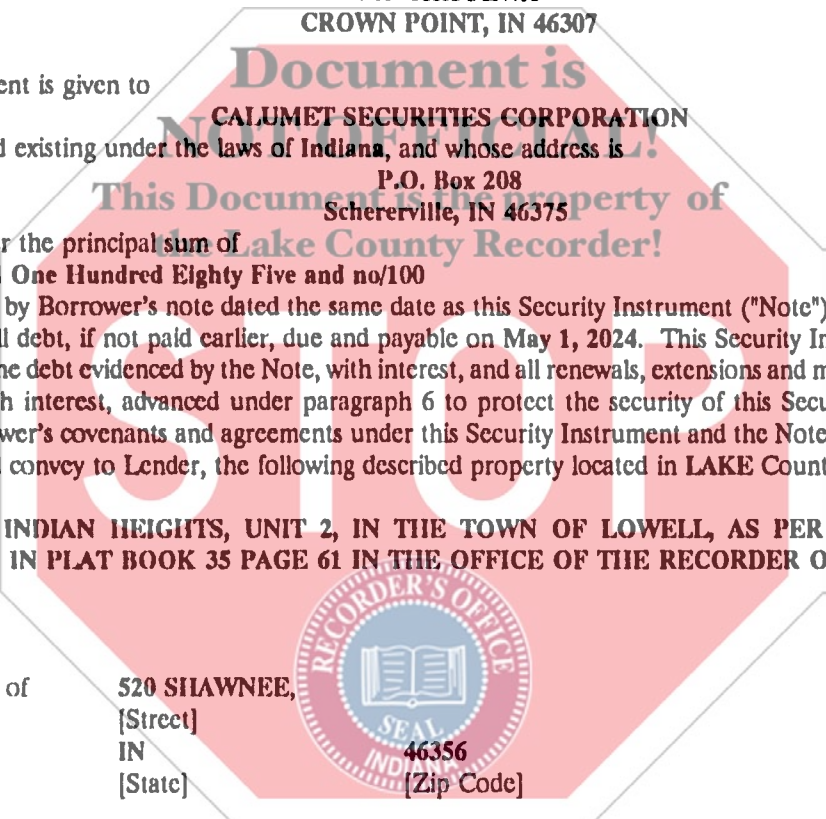 CROWN POINT, IN 46307
Document is
ent is given to
CALUMET SECURITIES CORPORATION
NOT OFFICIAL!
d existing under the laws of Indiana, and whose address is
P.O. Box 208
This Document is the property of
Schererville, IN 46375
r the principal sum of
the Lake County Recorder!
One Hundred Eighty Five and no/100
by Borrower's note dated the same date as this Security Instrument ("Note")
ll debt, if not paid earlier, due and payable on May 1, 2024. This Security In
he debt evidenced by the Note, with interest, and all renewals, extensions and m
h interest, advanced under paragraph 6 to protect the security of this Secu
wer's covenants and agreements under this Security Instrument and the Note
convey to Lender, the following described property located in LAKE Count
STOP
INDIAN HEIGHTS, UNIT 2, IN THE TOWN OF LOWELL, AS PER
IN PLAT BOOK 35 PAGE 61 IN THE OFFICE OF THE RECORDER O
RECORDER'S OFFICE
of 520 SHAWNEE,
[Street]
SEAL
IN 46356
INDIANA
[State] [Zip Code]